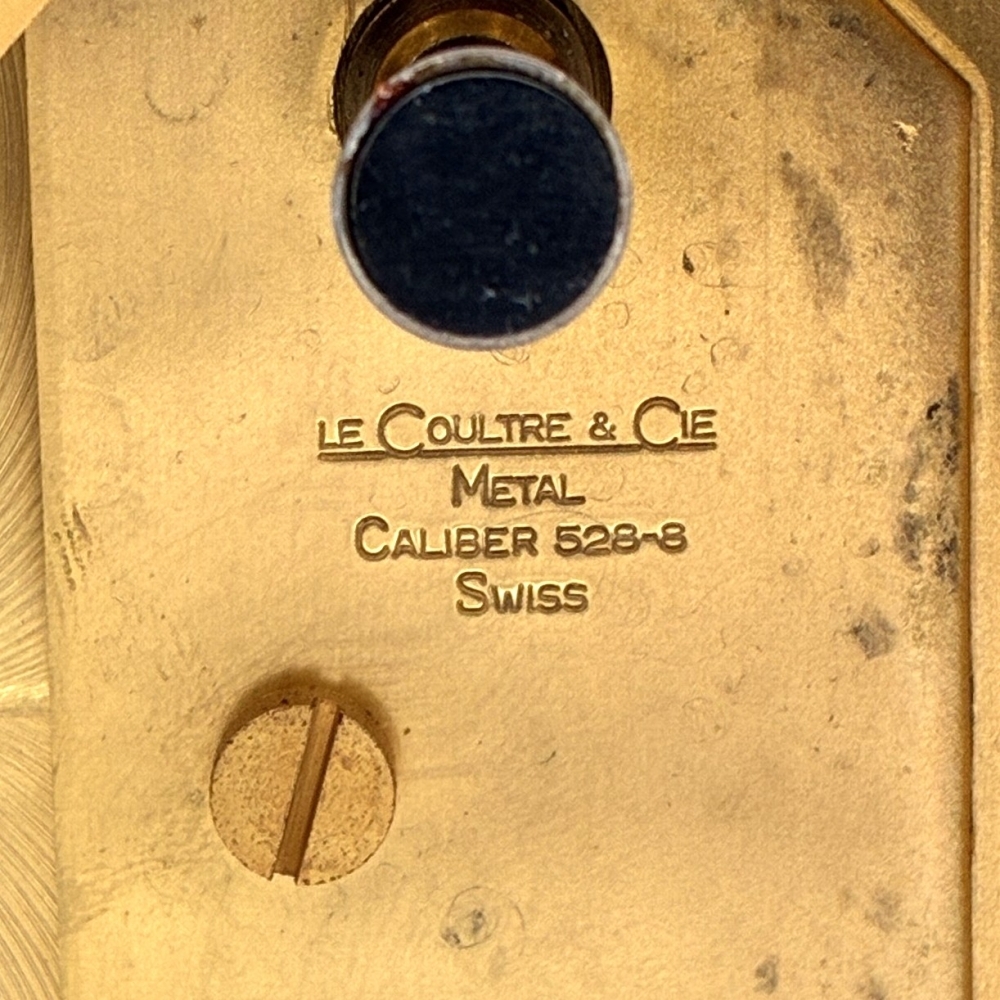 LE COULTRE & CIE
METAL
CALIBER 528-8
SWISS